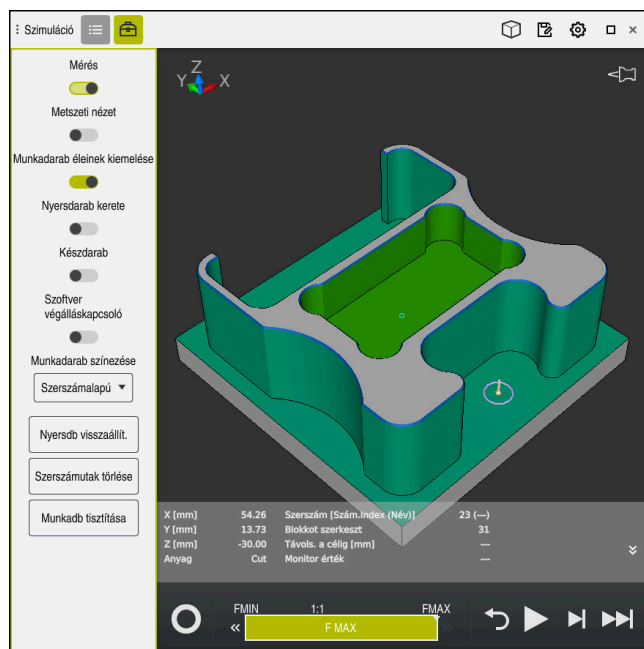 Szimuláció
Mérés
Metszeti nézet
Munkadarab éleinek kiemelése
Nyersdarab kerete
Készdarab
Szoftver
végálláskapcsoló
Munkadarab színezése
Szerszámalapú
Nyersdb visszaállít.
Szerszámutak törlése
Munkadb tisztítása
Z
Y X
X [mm] 54.26 Szerszám [Szám.Index (Név)] 23 (---)
Y [mm] 13.73 Blokkot szerkeszt 31
Z [mm] -30.00 Távols. a célig [mm] ---
Anyag Cut Monitor érték ---
FMIN 1:1 FMAX
F MAX